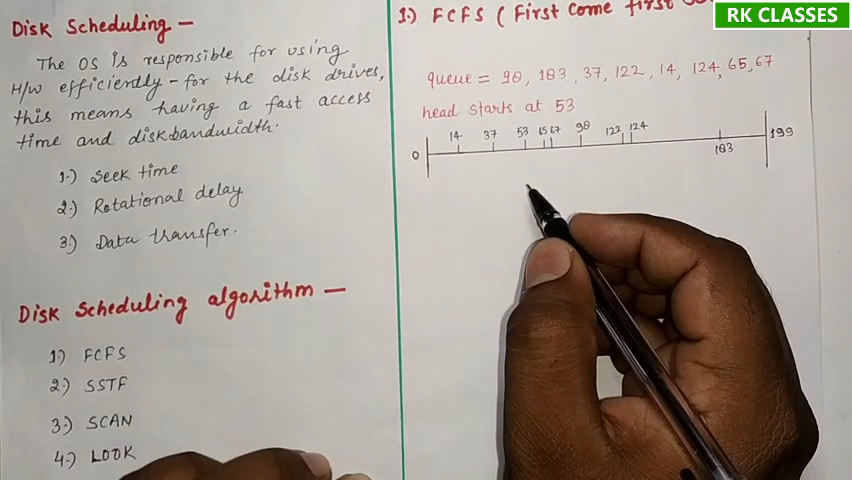 Disk Scheduling -
The OS is responsible for using
H/W efficiently - for the disk drives,
this means having a fast access
time and disk bandwidth.
1.) Seek time
2.) Rotational delay
3.) Data transfer.
Disk Scheduling algorithm -
1.) FCFS
2.) SSTF
3.) SCAN
4.) LOOK
RK CLASSES
1.) FCFS ( First come first
queue = 98, 183, 37, 122, 14, 124, 65, 67
head starts at 53
0 14 37 53 65 67 98 122 124 183 199